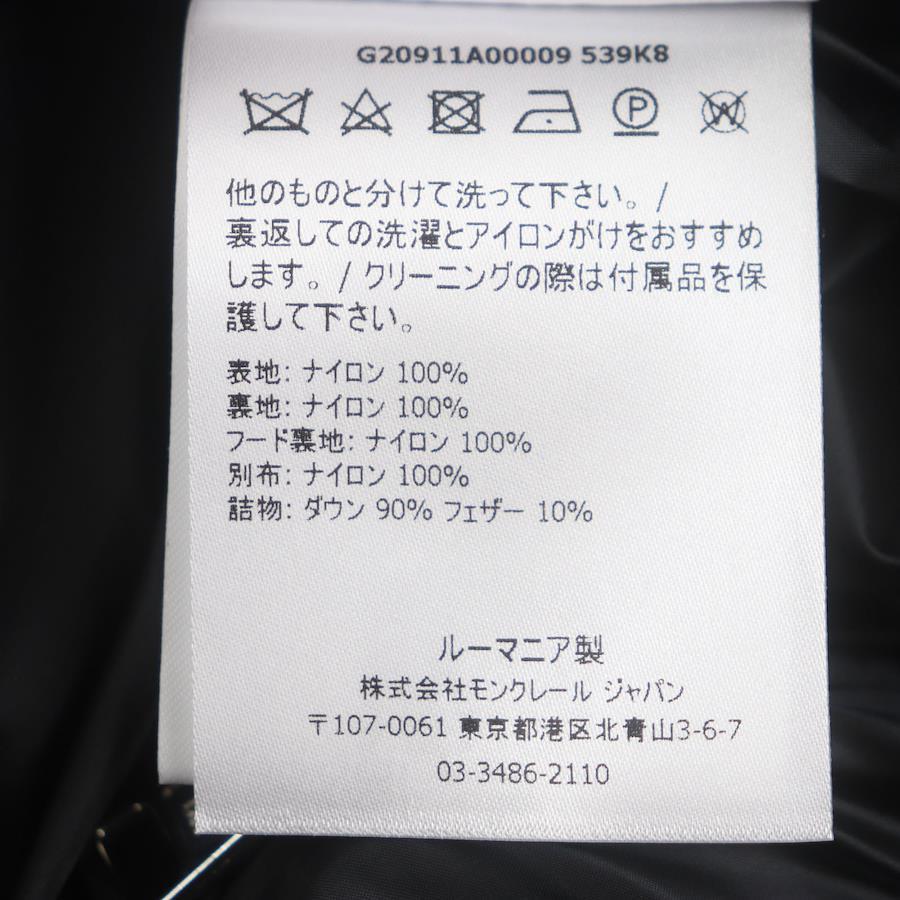 G20911A00009 539K8
P
W
他のものと分けて洗って下さい。/
裏返しての洗濯とアイロンがけをおすすめ
します。/ クリーニングの際は付属品を保
護して下さい。
表地: ナイロン 100%
裏地: ナイロン 100%
フード裏地: ナイロン 100%
別布: ナイロン 100%
詰物: ダウン 90% フェザー 10%
ルーマニア製
株式会社モンクレール ジャパン
〒107-0061 東京都港区北青山3-6-7
03-3486-2110